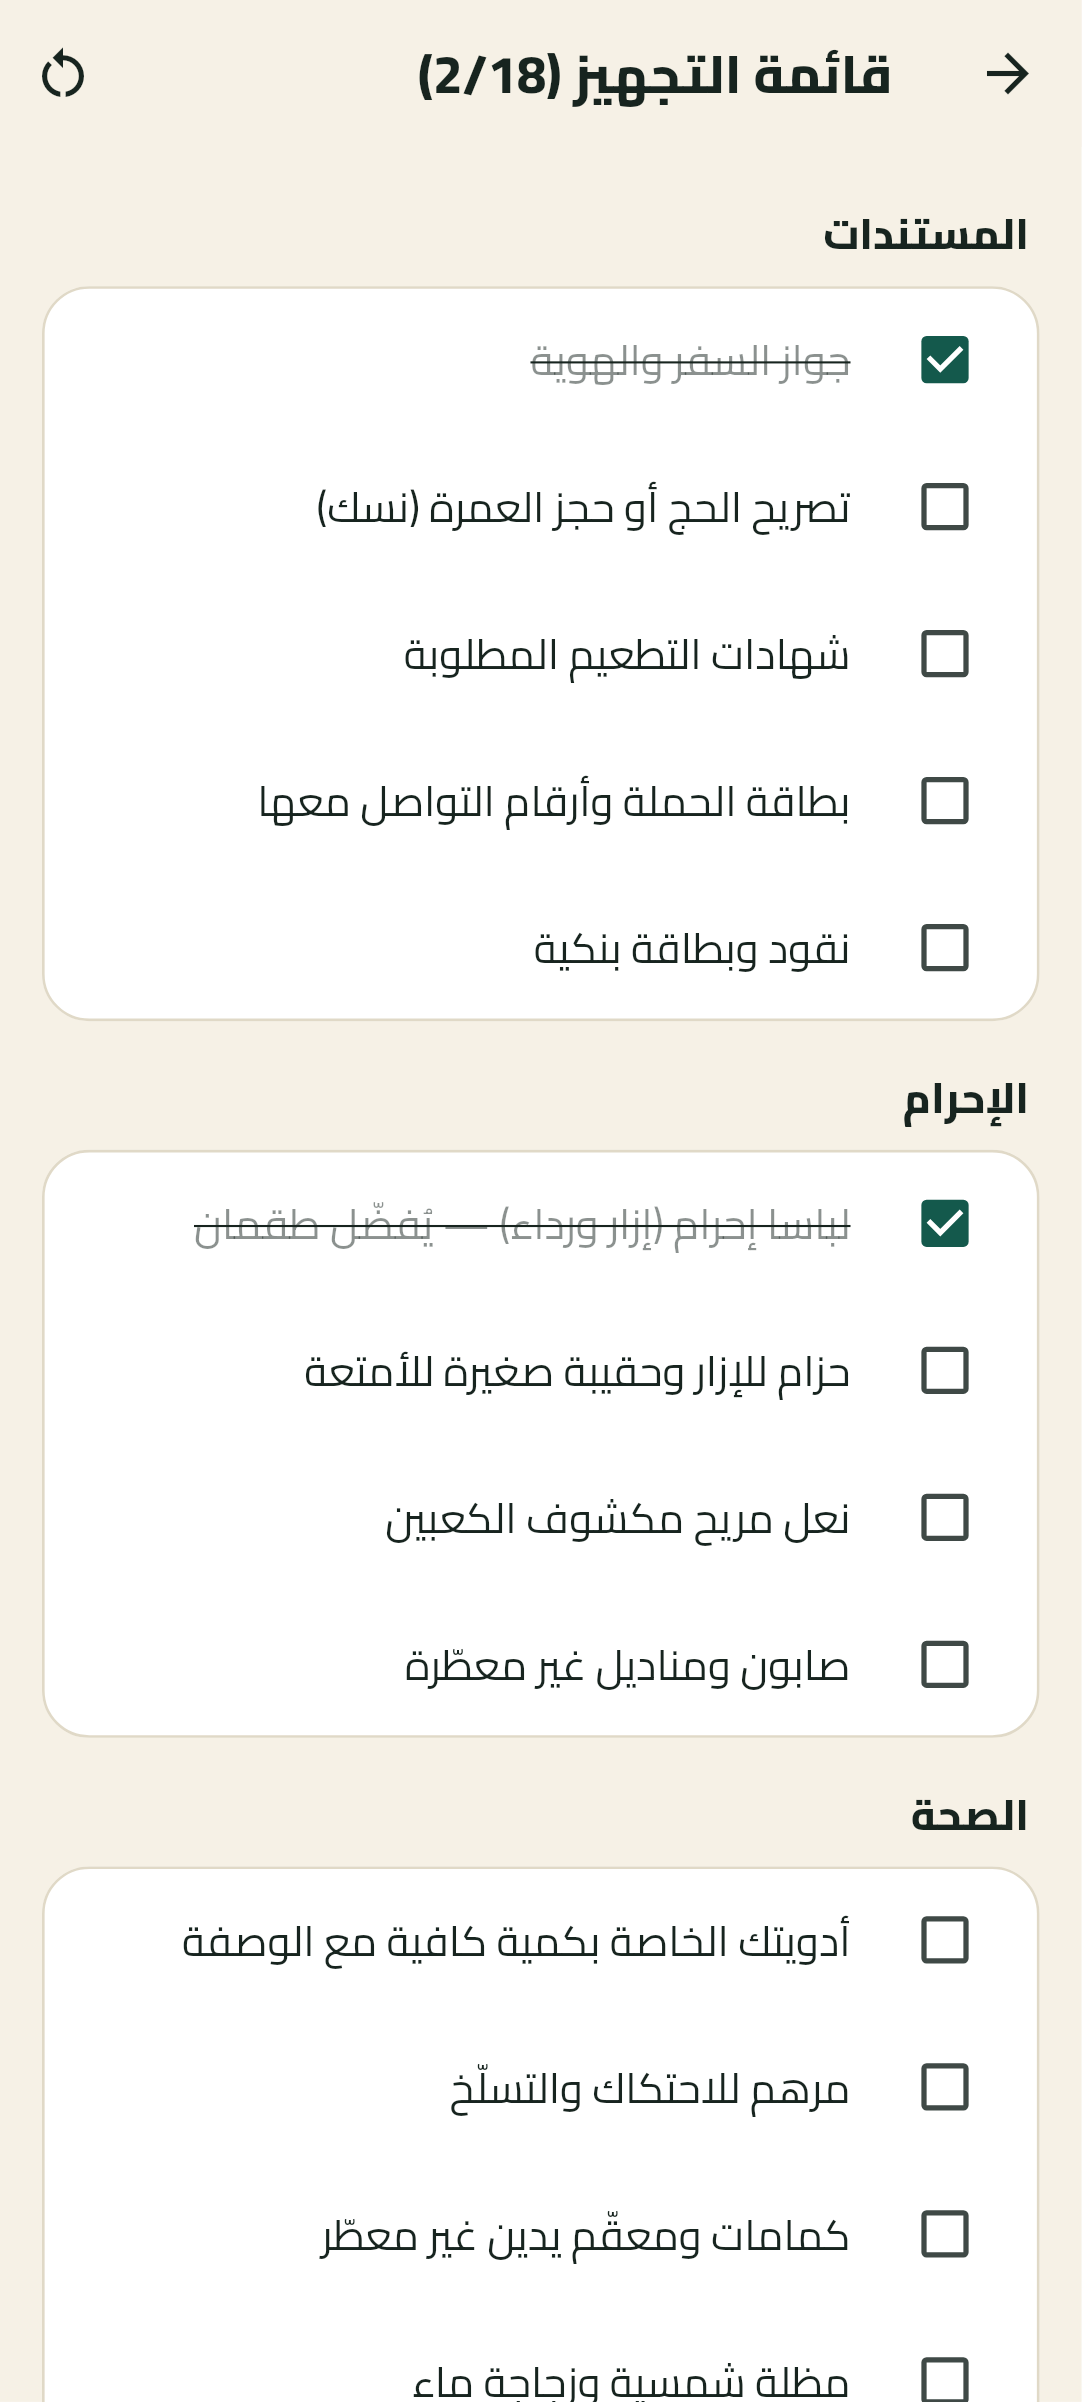 قائمة التجهيز (2/18)
المستندات
جواز السفر والهوية
تصريح الحج أو حجز العمرة (نسك)
شهادات التطعيم المطلوبة
بطاقة الحملة وأرقام التواصل معها
نقود وبطاقة بنكية
الإحرام
لباسا إحرام (إزار ورداء) — يُفضّل طقمان
حزام للإزار وحقيبة صغيرة للأمتعة
نعل مريح مكشوف الكعبين
صابون ومناديل غير معطّرة
الصحة
أدويتك الخاصة بكمية كافية مع الوصفة
مرهم للاحتكاك والتسلّخ
كمامات ومعقّم يدين غير معطّر
مظلة شمسية وزجاجة ماء